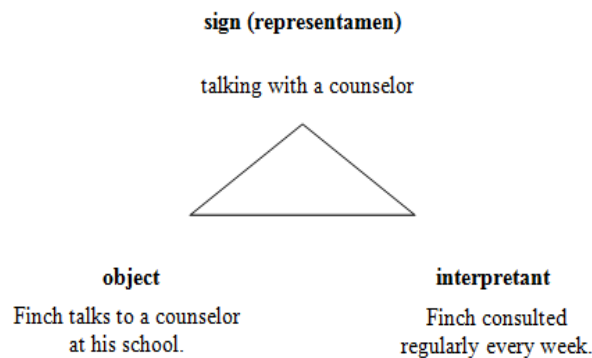 sign (representamen)
talking with a counselor
object
interpretant
Finch talks to a counselor
at his school.
Finch consulted
regularly every week.